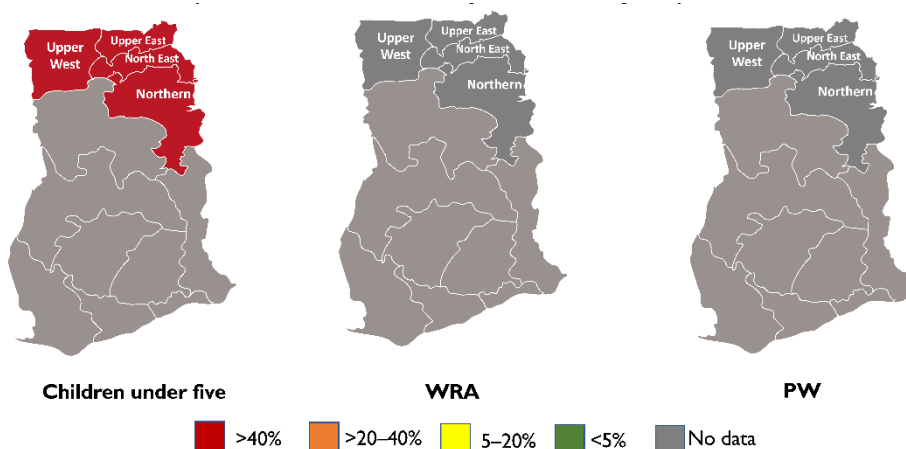 Upper East
North East
Upper
West
Northern
Upper East
North East
Upper
West
Northern
Upper East
North East
Upper
West
Northern
Children under five
WRA
PW
>40%
>20–40%
5–20%
<5%
No data